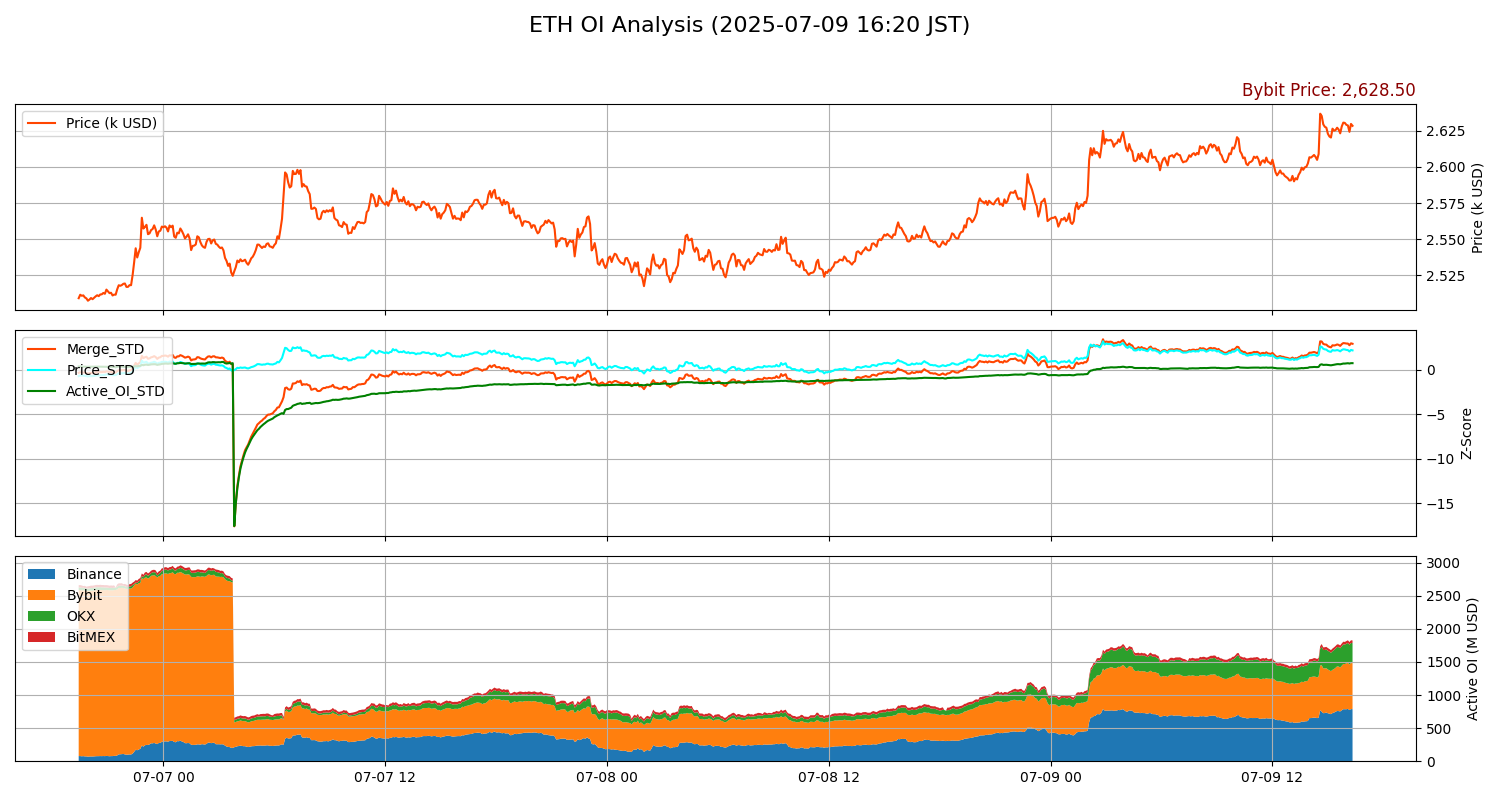 ETH OI Analysis (2025-07-09 16:20 JST)
Bybit Price: 2,628.50
Price (k USD)
2.625
2.600
2.575
2.550
2.525
Price (k USD)
Merge_STD
Price_STD
Active_OI_STD
0
−5
−10
−15
Z-Score
Binance
Bybit
OKX
BitMEX
3000
2500
2000
1500
1000
500
0
Active OI (M USD)
07-07 00
07-07 12
07-08 00
07-08 12
07-09 00
07-09 12